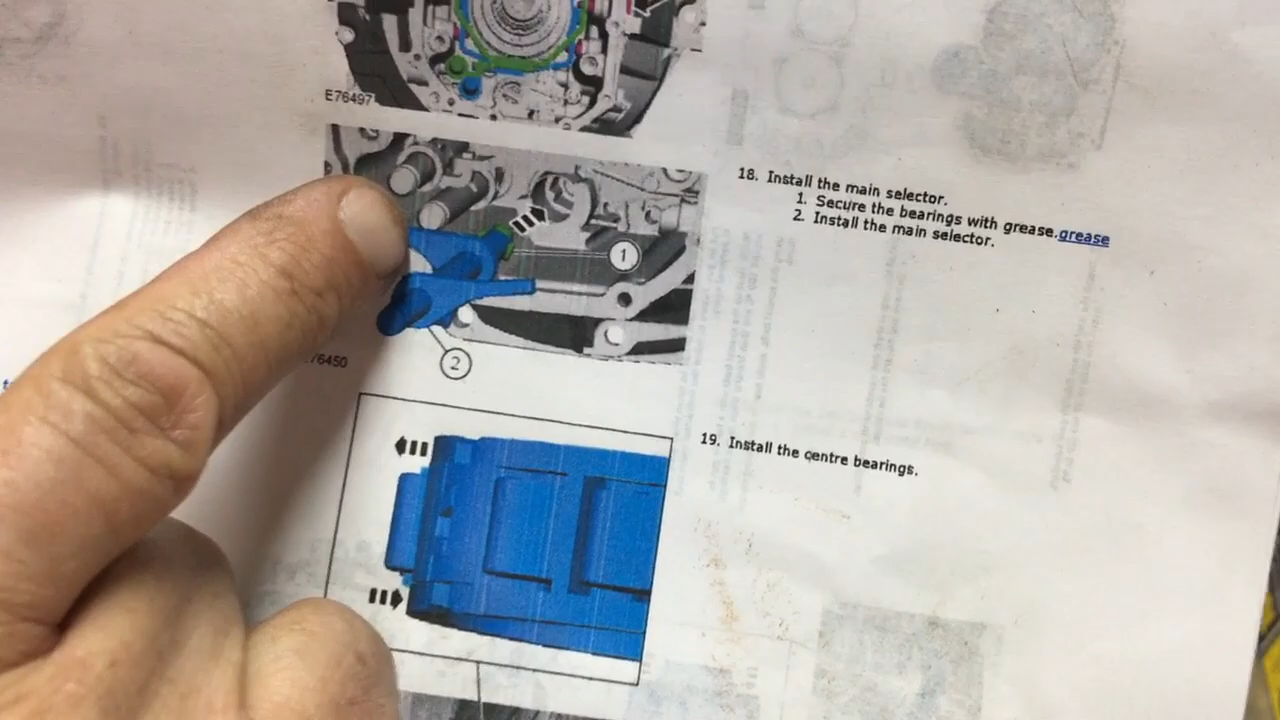 E76497
18. Install the main selector.
1. Secure the bearings with grease.grease
2. Install the main selector.
1
2
76450
19. Install the centre bearings.